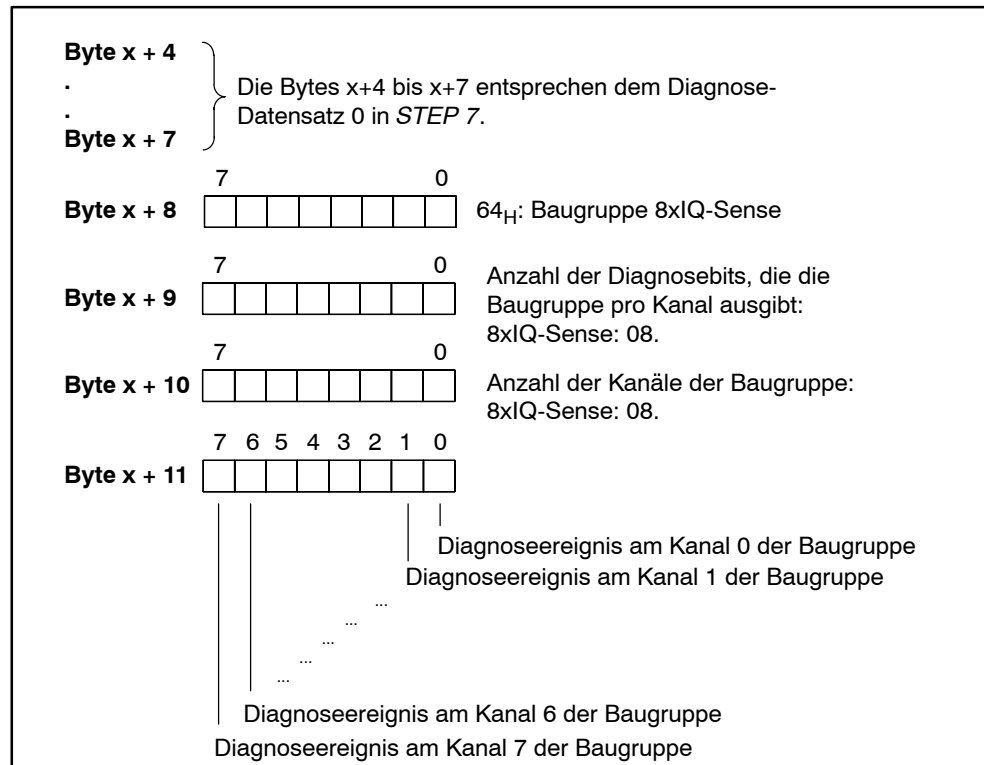 Byte x + 4
.
.
Byte x + 7
Die Bytes x+4 bis x+7 entsprechen dem Diagnose-
Datensatz 0 in STEP 7.
7 0
Byte x + 8
64H: Baugruppe 8xIQ-Sense
7 0
Byte x + 9
Anzahl der Diagnosebits, die die
Baugruppe pro Kanal ausgibt:
8xIQ-Sense: 08.
7 0
Byte x + 10
Anzahl der Kanäle der Baugruppe:
8xIQ-Sense: 08.
7 6 5 4 3 2 1 0
Byte x + 11
Diagnoseereignis am Kanal 0 der Baugruppe
Diagnoseereignis am Kanal 1 der Baugruppe
...
...
...
...
...
Diagnoseereignis am Kanal 6 der Baugruppe
Diagnoseereignis am Kanal 7 der Baugruppe